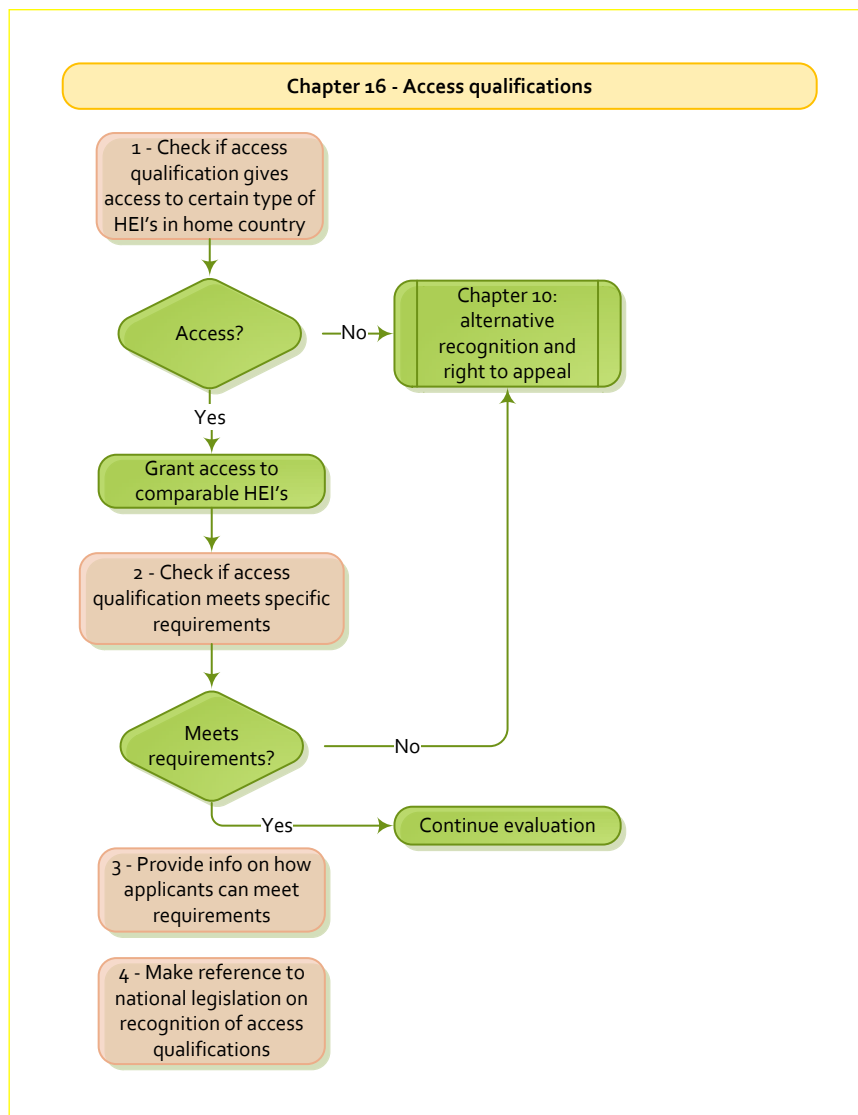 Chapter 16 - Access qualifications
1 - Check if access
qualification gives
access to certain type of
HEI's in home country
Access?
No
Chapter 10:
alternative
recognition and
right to appeal
Yes
Grant access to
comparable HEI's
2 - Check if access
qualification meets specific
requirements
Meets
requirements?
No
Yes
Continue evaluation
3 - Provide info on how
applicants can meet
requirements
4 - Make reference to
national legislation on
recognition of access
qualifications